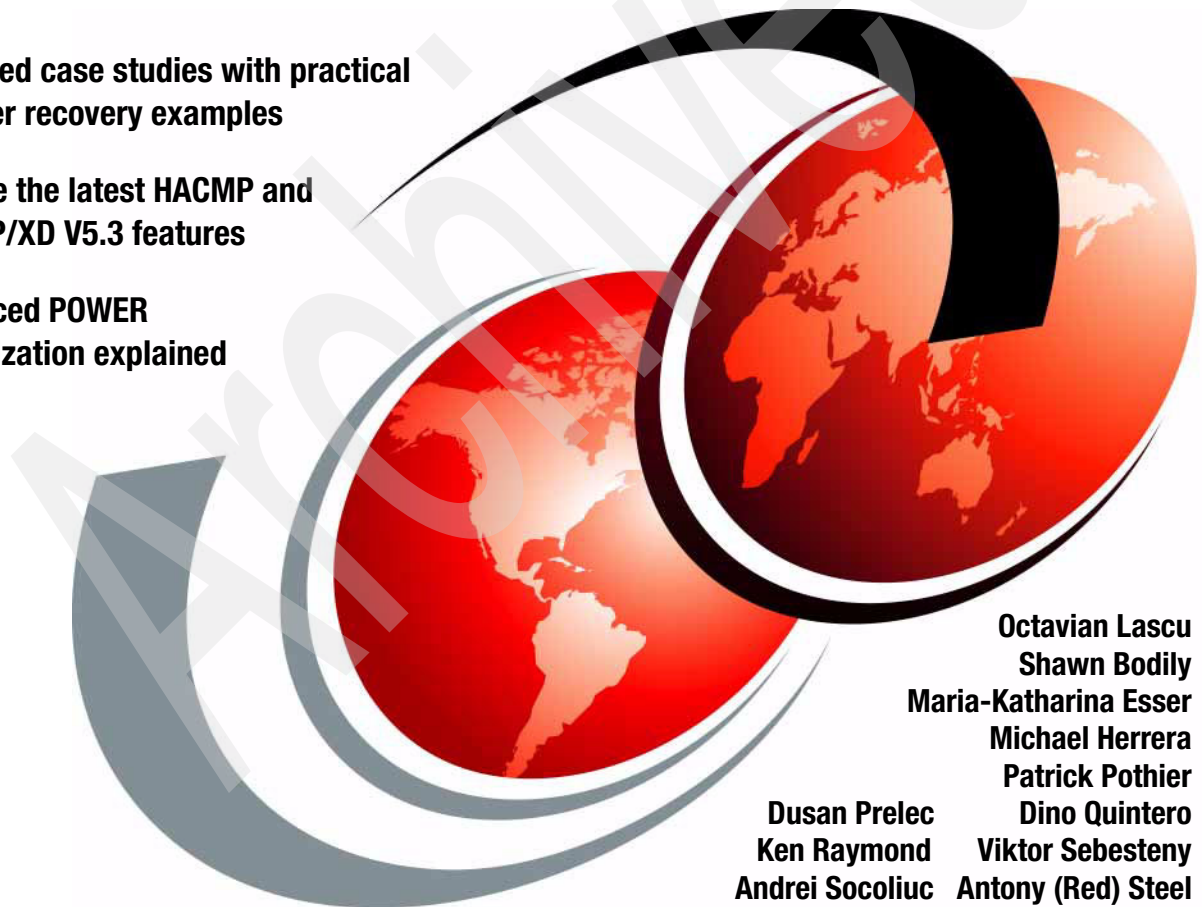 ed case studies with practical
er recovery examples
e the latest HACMP and
P/XD V5.3 features
ced POWER
ization explained
Octavian Lascu
Shawn Bodily
Maria-Katharina Esser
Michael Herrera
Patrick Pothier
Dusan Prelec Dino Quintero
Ken Raymond Viktor Sebesteny
Andrei Socoliuc Antony (Red) Steel
Archive